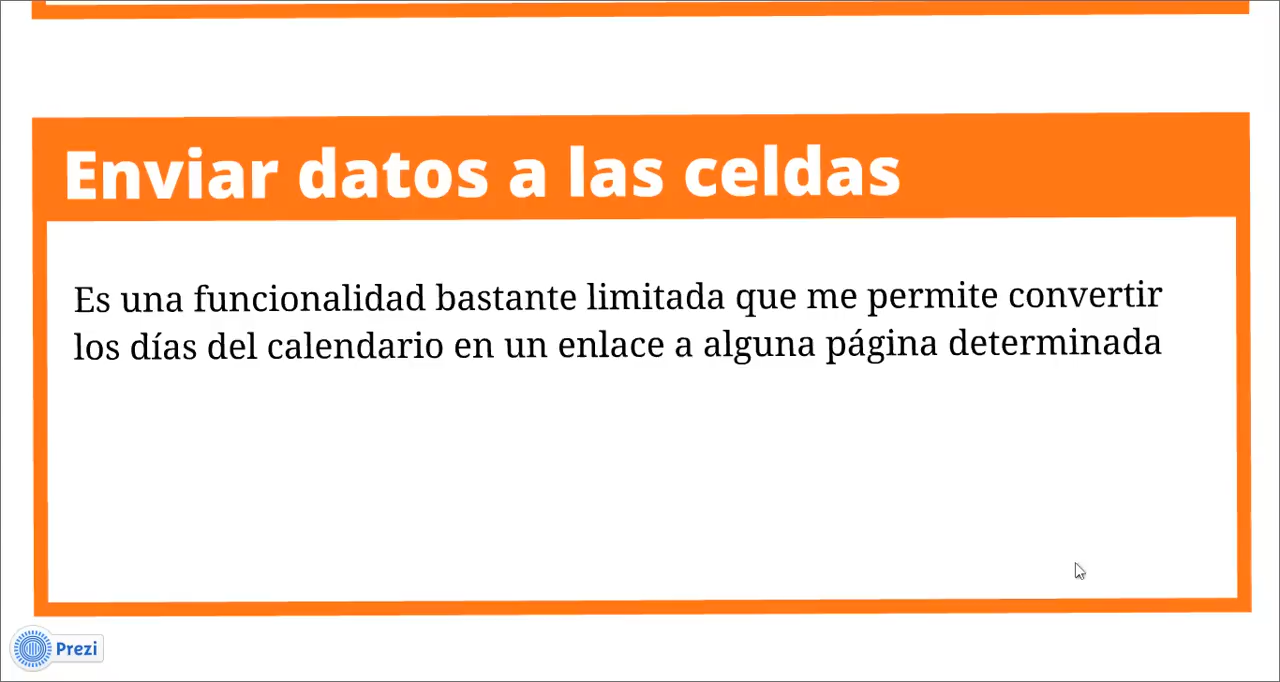 Enviar datos a las celdas
Es una funcionalidad bastante limitada que me permite convertir
los días del calendario en un enlace a alguna página determinada
Prezi